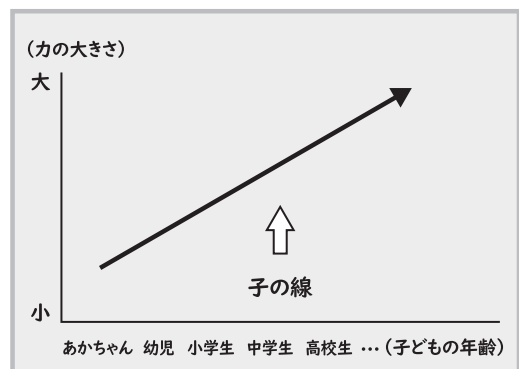 (力の大きさ)
大
子の線
小
あかちゃん 幼児 小学生 中学生 高校生 …(子どもの年齢)